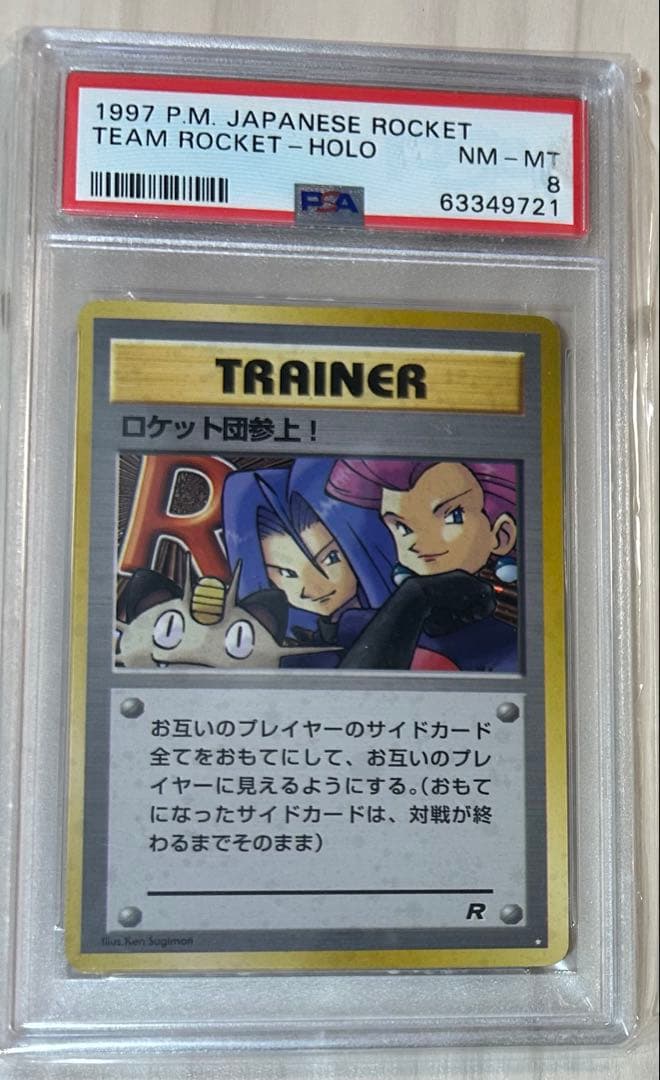 1997 P.M. JAPANESE ROCKET
TEAM ROCKET-HOLO NM-MT
8
PSA 63349721
TRAINER
ロケット団参上!
R
お互いのプレイヤーのサイドカード
全てをおもてにして、お互いのプレ
イヤーに見えるようにする。(おもて
になったサイドカードは、対戦が終
わるまでそのまま)
R
Illus. Ken Sugimori